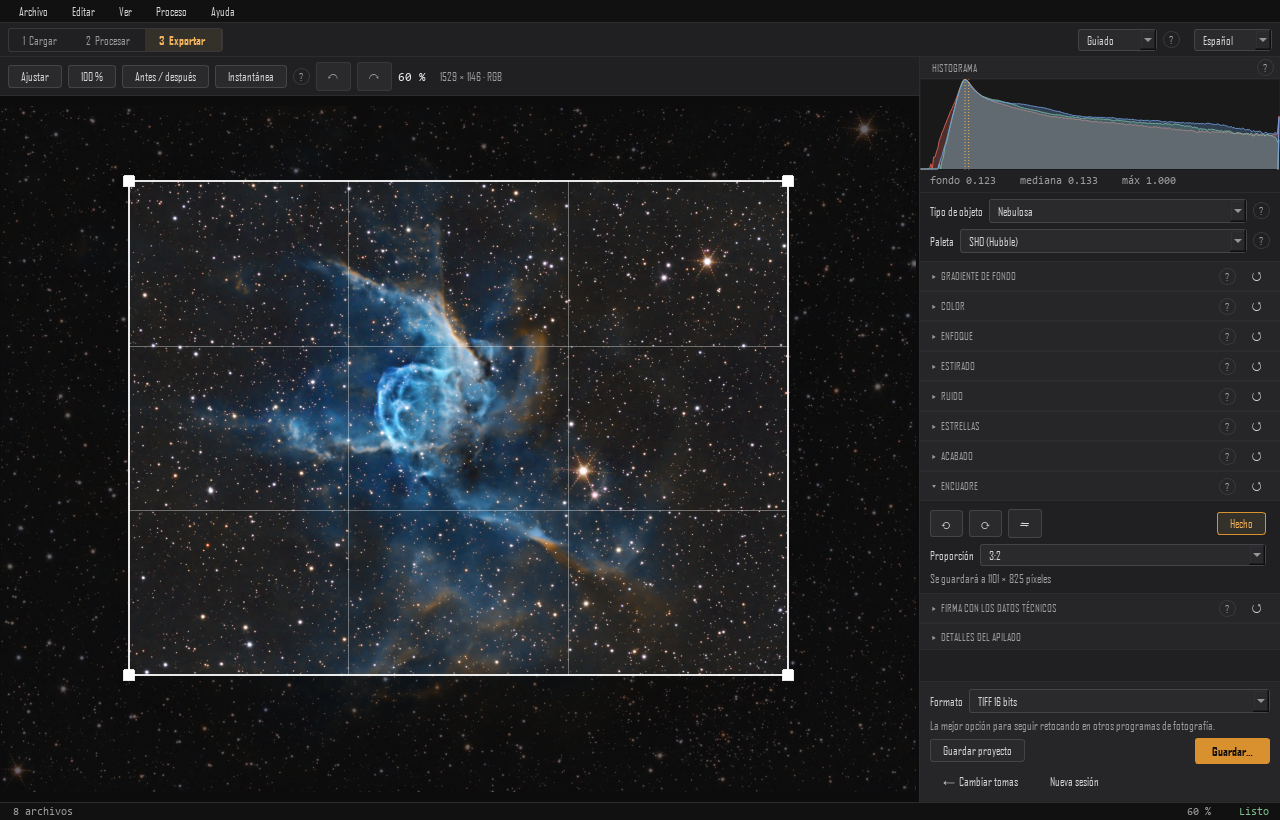 Archivo Editar Ver Proceso Ayuda
1 Cargar 2 Procesar 3 Exportar Guiado ? Español
Ajustar 100 % Antes / después Instantánea ? 60 % 1528 × 1146 · RGB
HISTOGRAMA ?
fondo 0.123 mediana 0.133 máx 1.000
Tipo de objeto Nebulosa ?
Paleta SHO (Hubble) ?
GRADIENTE DE FONDO ?
COLOR ?
ENFOQUE ?
ESTIRADO ?
RUIDO ?
ESTRELLAS ?
ACABADO ?
ENCUADRE ?
Hecho
Proporción 3:2
Se guardará a 1101 × 825 píxeles
FIRMA CON LOS DATOS TÉCNICOS ?
DETALLES DEL APILADO
Formato TIFF 16 bits
La mejor opción para seguir retocando en otros programas de fotografía.
Guardar proyecto Guardar...
← Cambiar tomas Nueva sesión
8 archivos 60 % Listo